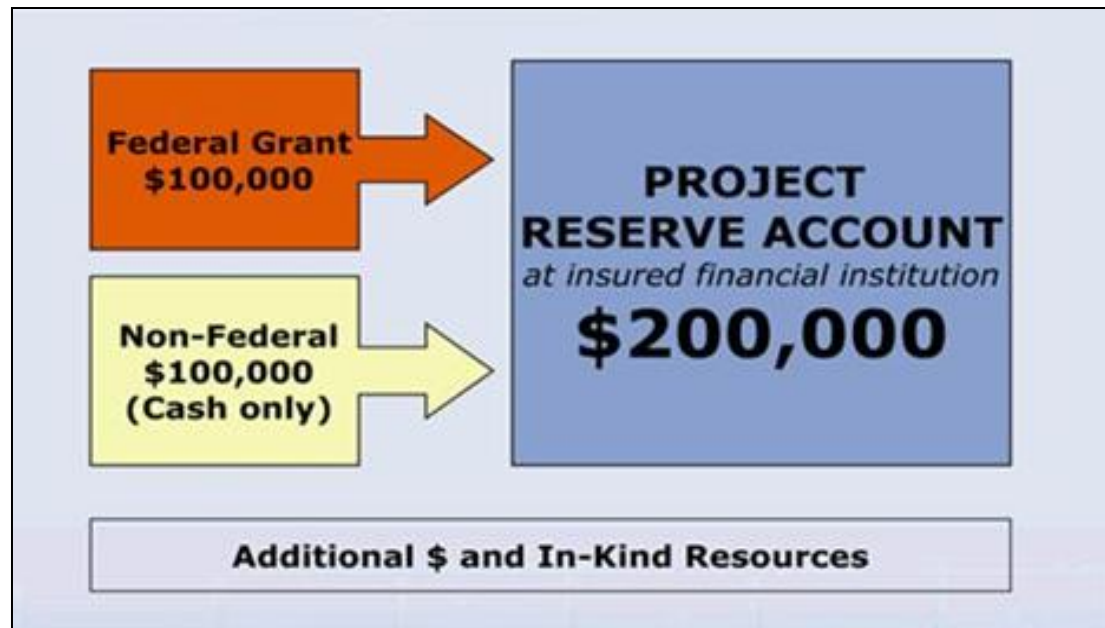 Federal Grant
$100,000
Non-Federal
$100,000
(Cash only)
PROJECT
RESERVE ACCOUNT
at insured financial institution
$200,000
Additional $ and In-Kind Resources